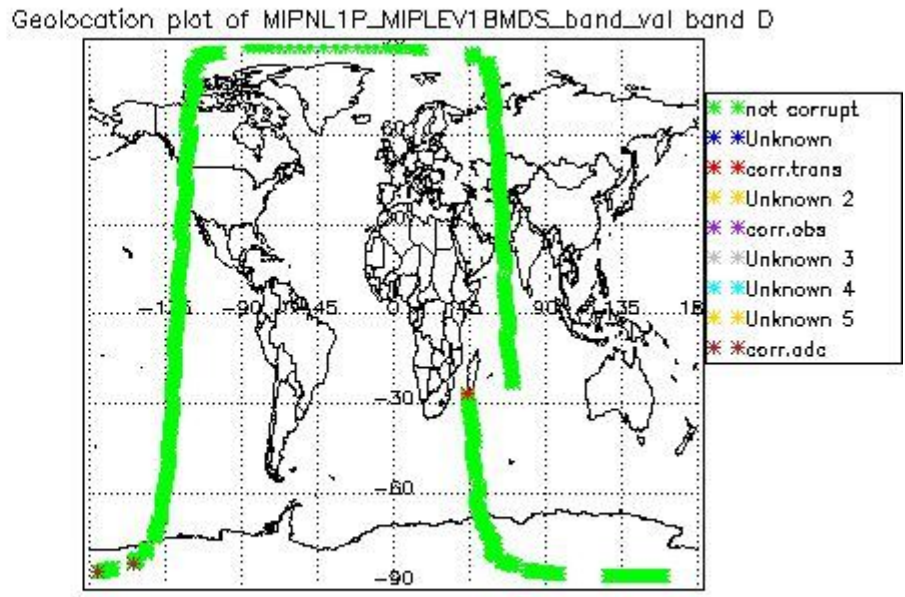 Geolocation plot of MIPNL1P_MIPLEV1BMDS_band_val band D
60
-90
-45
0
45
90
135
-30
-60
-90
not corrupt
Unknown
corr.trans
Unknown 2
corr.obs
Unknown 3
Unknown 4
Unknown 5
corr.adc